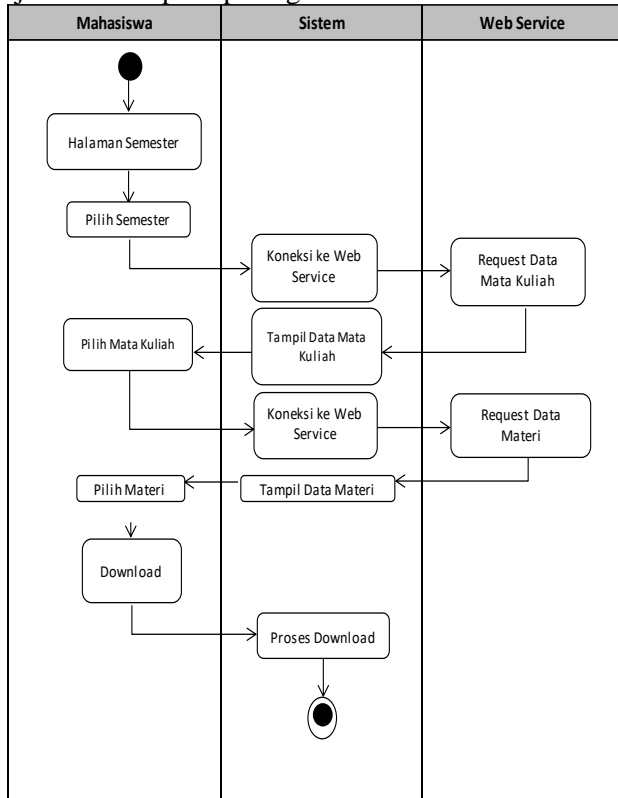 Mahasiswa
Sistem
Web Service
Halaman Semester
Pilih Semester
Koneksi ke Web
Service
Request Data
Mata Kuliah
Pilih Mata Kuliah
Tampil Data Mata
Kuliah
Koneksi ke Web
Service
Request Data
Materi
Pilih Materi
Tampil Data Materi
Download
Proses Download